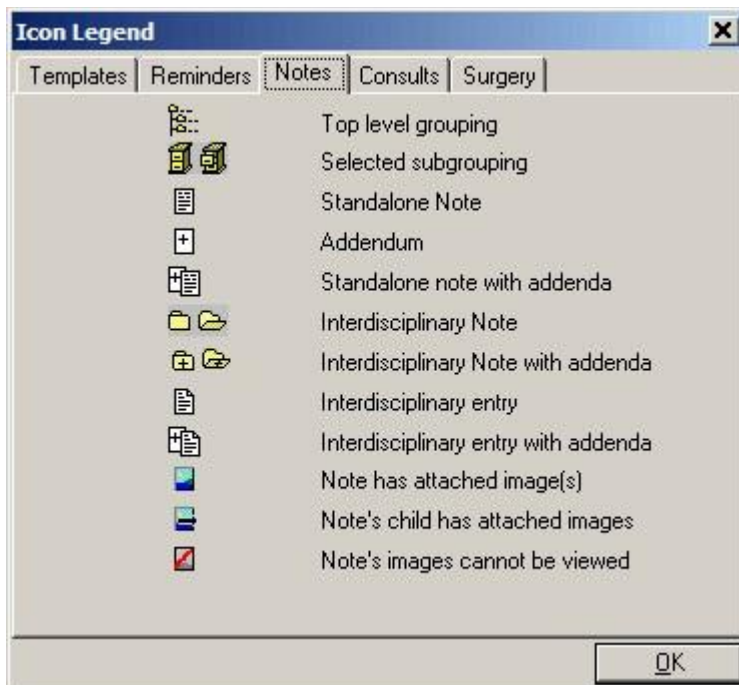 Icon Legend
Templates Reminders Notes Consults Surgery
Top level grouping
Selected subgrouping
Standalone Note
Addendum
Standalone note with addenda
Interdisciplinary Note
Interdisciplinary Note with addenda
Interdisciplinary entry
Interdisciplinary entry with addenda
Note has attached image(s)
Note's child has attached images
Note's images cannot be viewed
OK